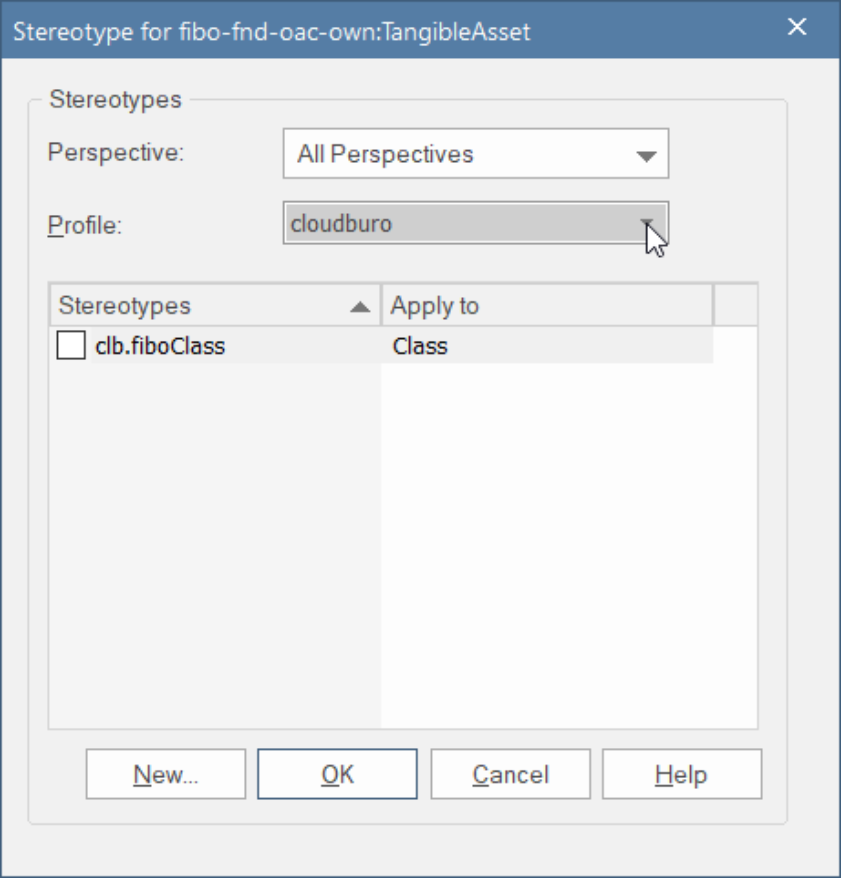 Stereotype for fibo-fnd-oac-own:TangibleAsset
Stereotypes
Perspective: All Perspectives
Profile: cloudburo
Stereotypes Apply to
clb.fiboClass Class
New... OK Cancel Help